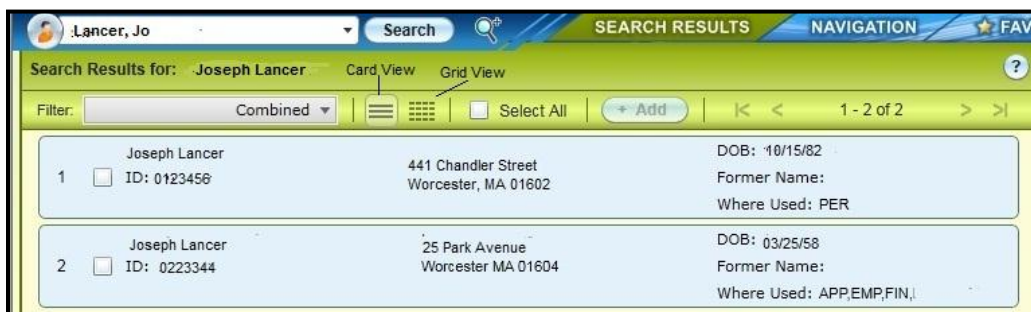 Lancer, Jo Search SEARCH RESULTS NAVIGATION FAV
Search Results for: Joseph Lancer Card View Grid View ?
Filter: Combined Select All + Add |< < 1 - 2 of 2 > >|
Joseph Lancer
1 ID: 0123456
441 Chandler Street
Worcester, MA 01602
DOB: 10/15/82
Former Name:
Where Used: PER
Joseph Lancer
2 ID: 0223344
25 Park Avenue
Worcester MA 01604
DOB: 03/25/58
Former Name:
Where Used: APP,EMP,FIN,